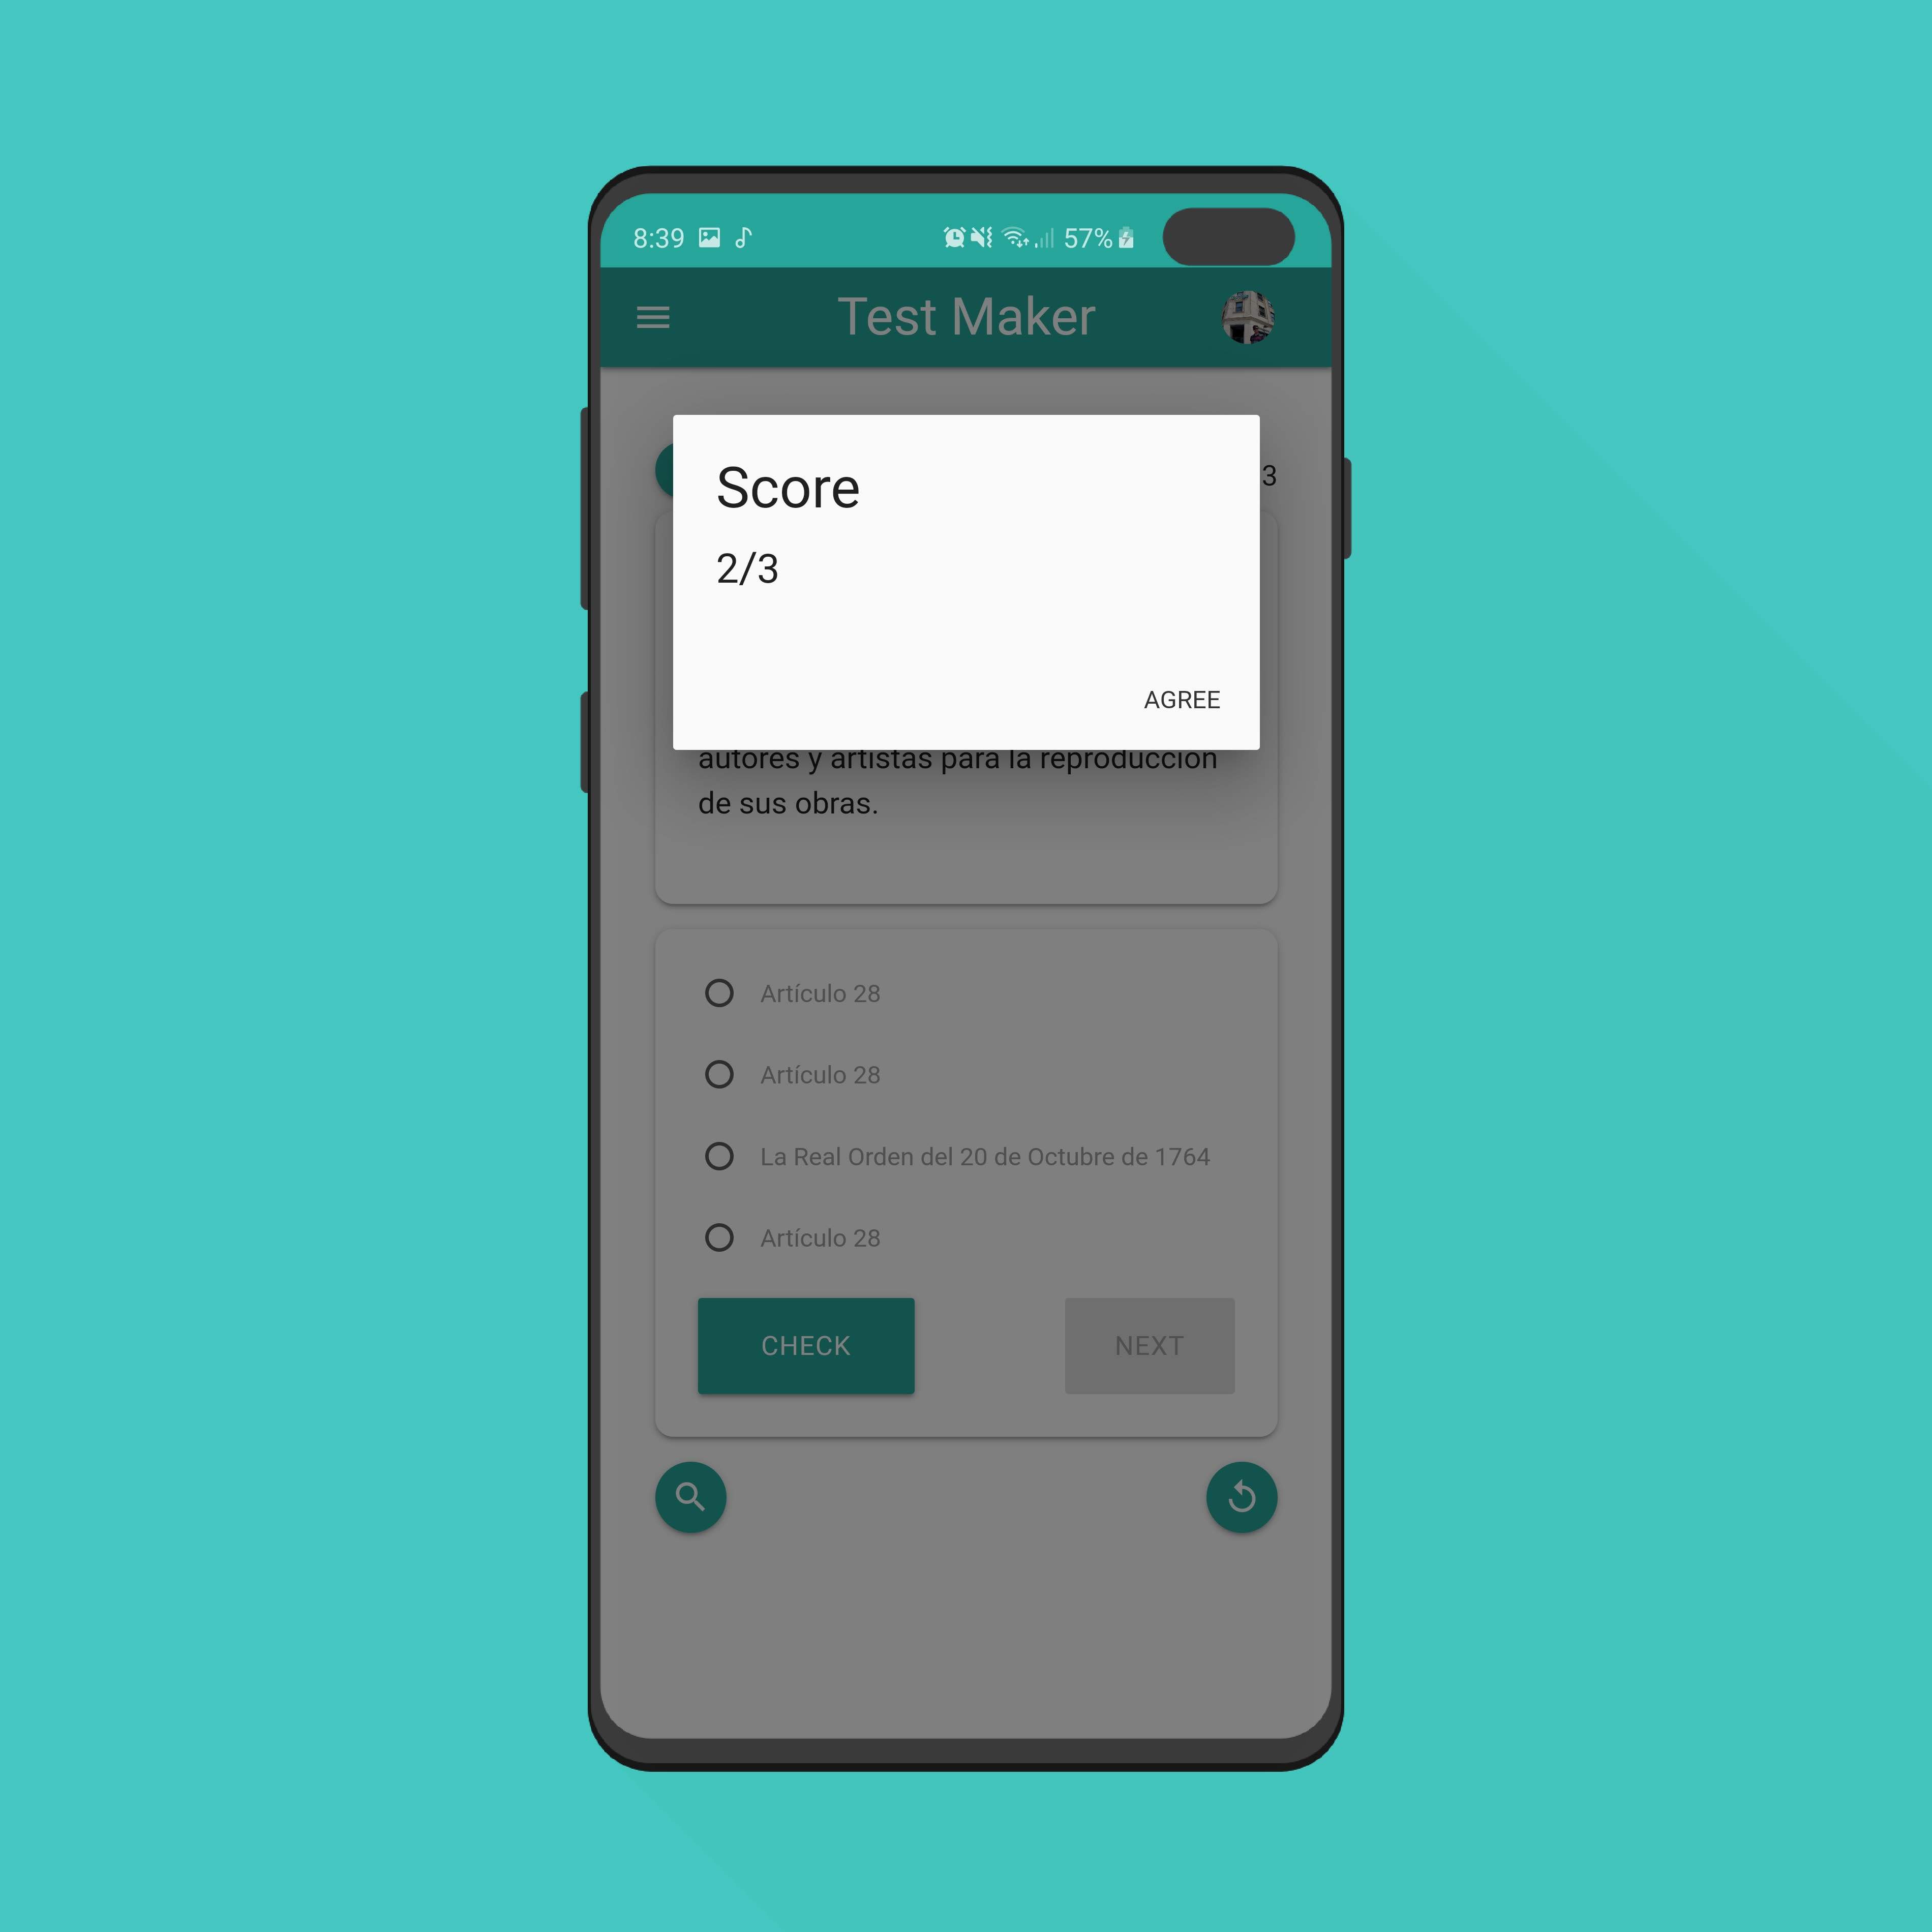 8:39 57%
Test Maker
3
Score
2/3
AGREE
autores y artistas para la reproducción
de sus obras.
Artículo 28
Artículo 28
La Real Orden del 20 de Octubre de 1764
Artículo 28
CHECK NEXT